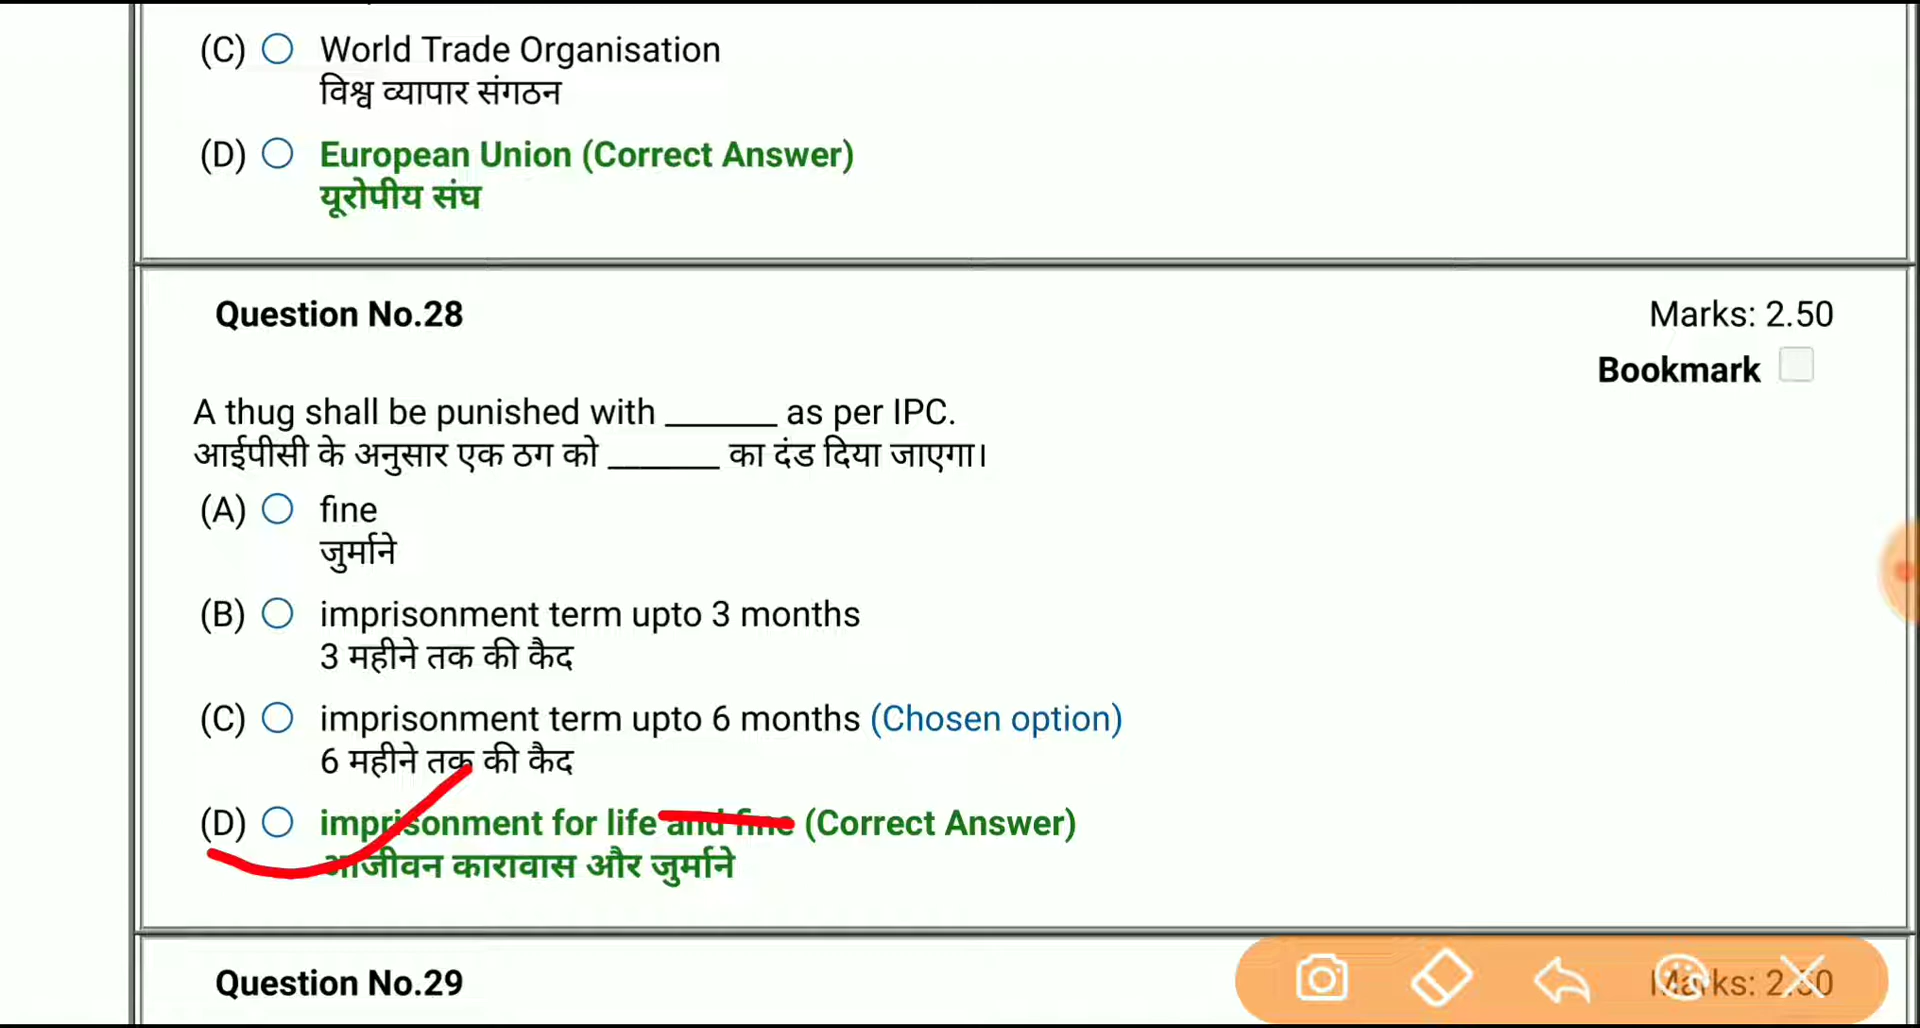 (C) World Trade Organisation
विश्व व्यापार संगठन
(D) European Union (Correct Answer)
यूरोपीय संघ
Question No.28
Marks: 2.50
Bookmark
A thug shall be punished with ______ as per IPC.
आईपीसी के अनुसार एक ठग को ______ का दंड दिया जाएगा।
(A) fine
जुर्माने
(B) imprisonment term upto 3 months
3 महीने तक की कैद
(C) imprisonment term upto 6 months (Chosen option)
6 महीने तक की कैद
(D) imprisonment for life and fine (Correct Answer)
आजीवन कारावास और जुर्माने
Question No.29
Marks: 2.50